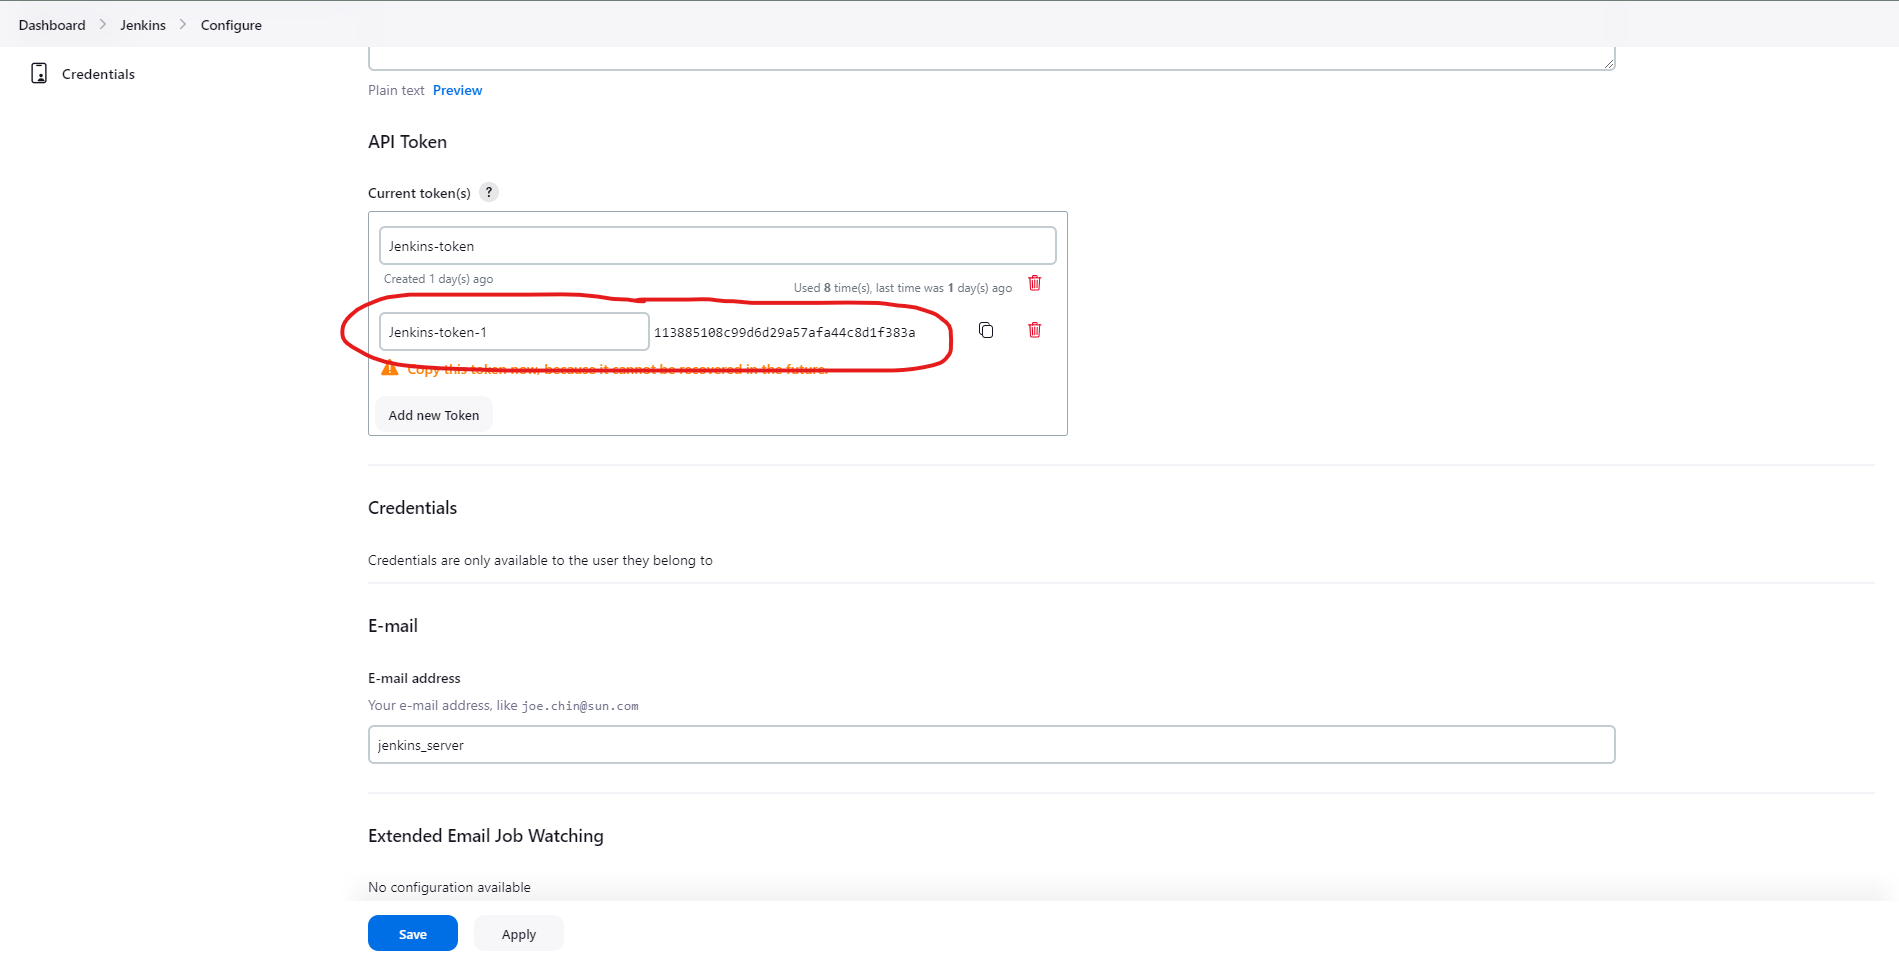 Dashboard > Jenkins > Configure
Credentials
Plain text Preview
API Token
Current token(s) ?
Jenkins-token
Created 1 day(s) ago
Used 8 time(s), last time was 1 day(s) ago
Jenkins-token-1 113885108c99d6d29a57afa44c8d1f383a
Copy this token now, because it cannot be recovered in the future.
Add new Token
Credentials
Credentials are only available to the user they belong to
E-mail
E-mail address
Your e-mail address, like joe.chin@sun.com
jenkins_server
Extended Email Job Watching
No configuration available
Save Apply